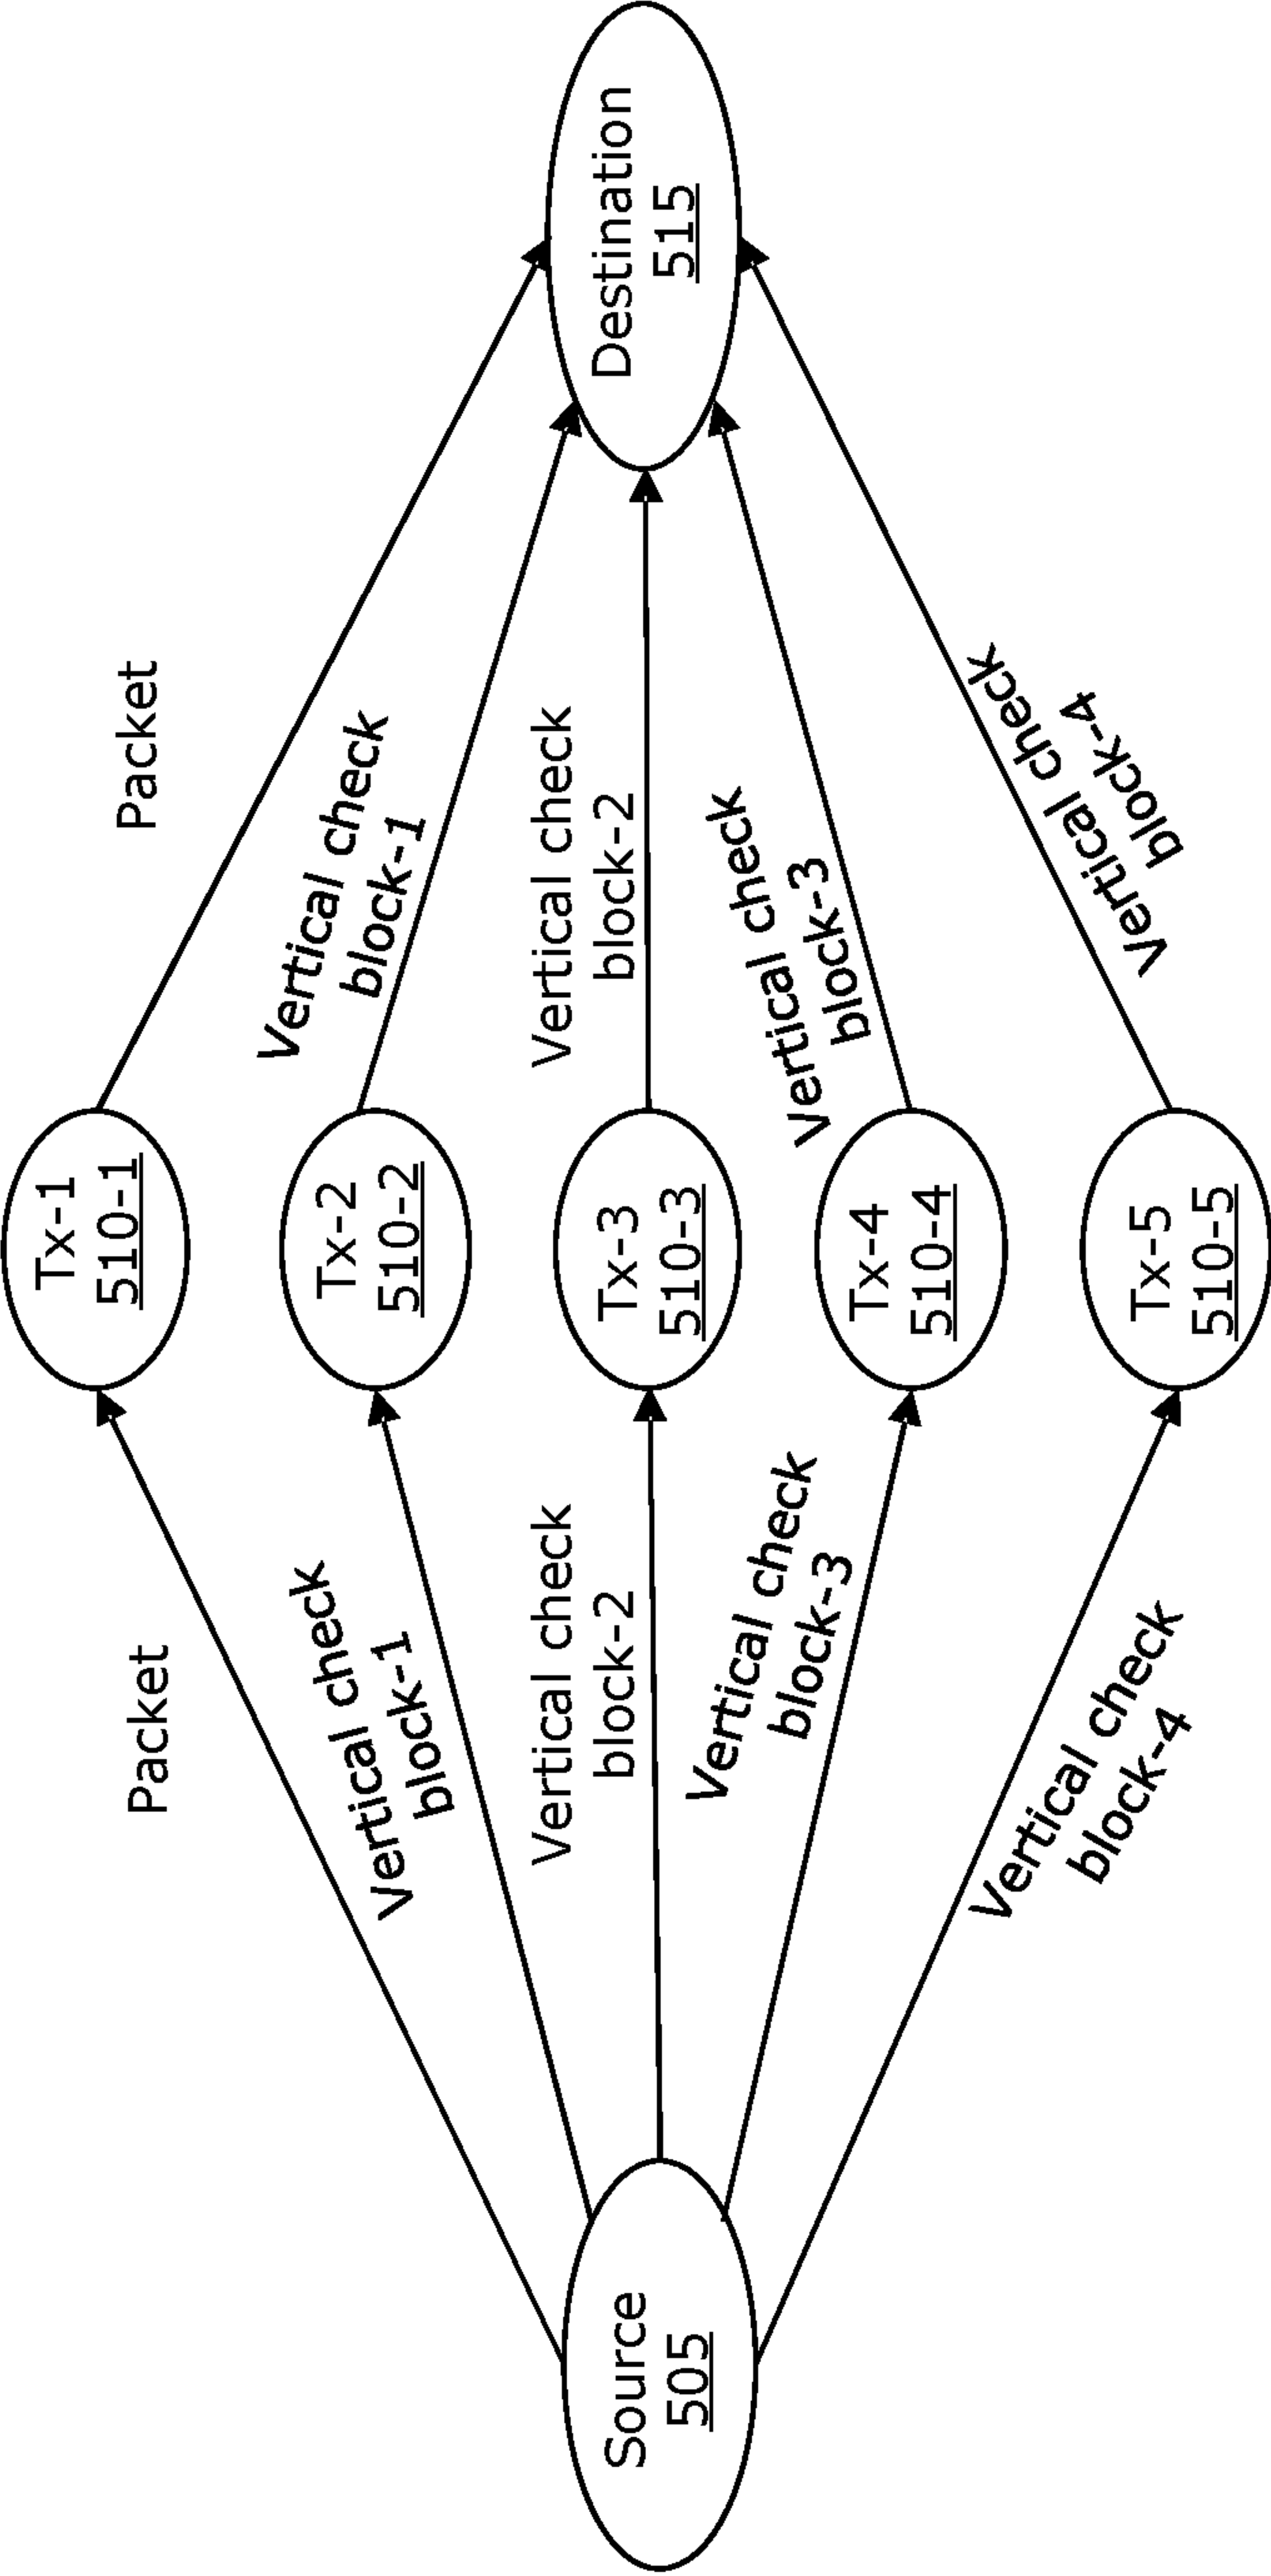 Source
505
Packet
Vertical check
block-1
Vertical check
block-2
Vertical check
block-3
Vertical check
block-4
Tx-1
510-1
Tx-2
510-2
Tx-3
510-3
Tx-4
510-4
Tx-5
510-5
Packet
Vertical check
block-1
Vertical check
block-2
Vertical check
block-3
Vertical check
block-4
Destination
515